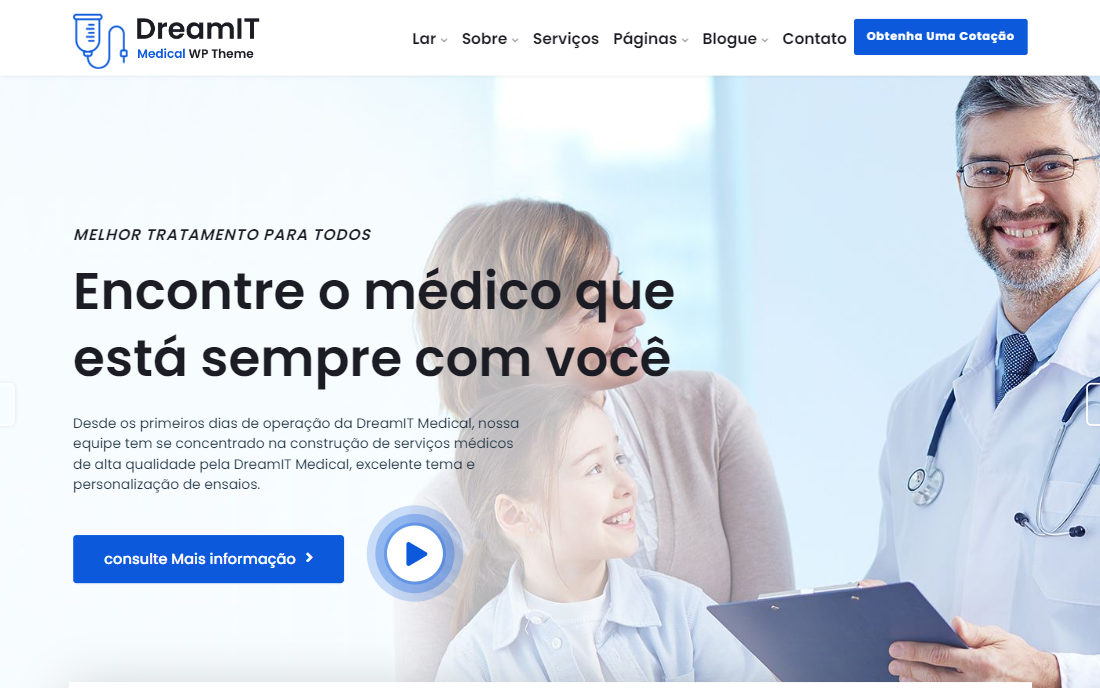 DreamIT
Medical WP Theme
Lar Sobre Serviços Páginas Blogue Contato Obtenha Uma Cotação
MELHOR TRATAMENTO PARA TODOS
Encontre o médico que
está sempre com você
Desde os primeiros dias de operação da DreamIT Medical, nossa
equipe tem se concentrado na construção de serviços médicos
de alta qualidade pela DreamIT Medical, excelente tema e
personalização de ensaios.
consulte Mais informação